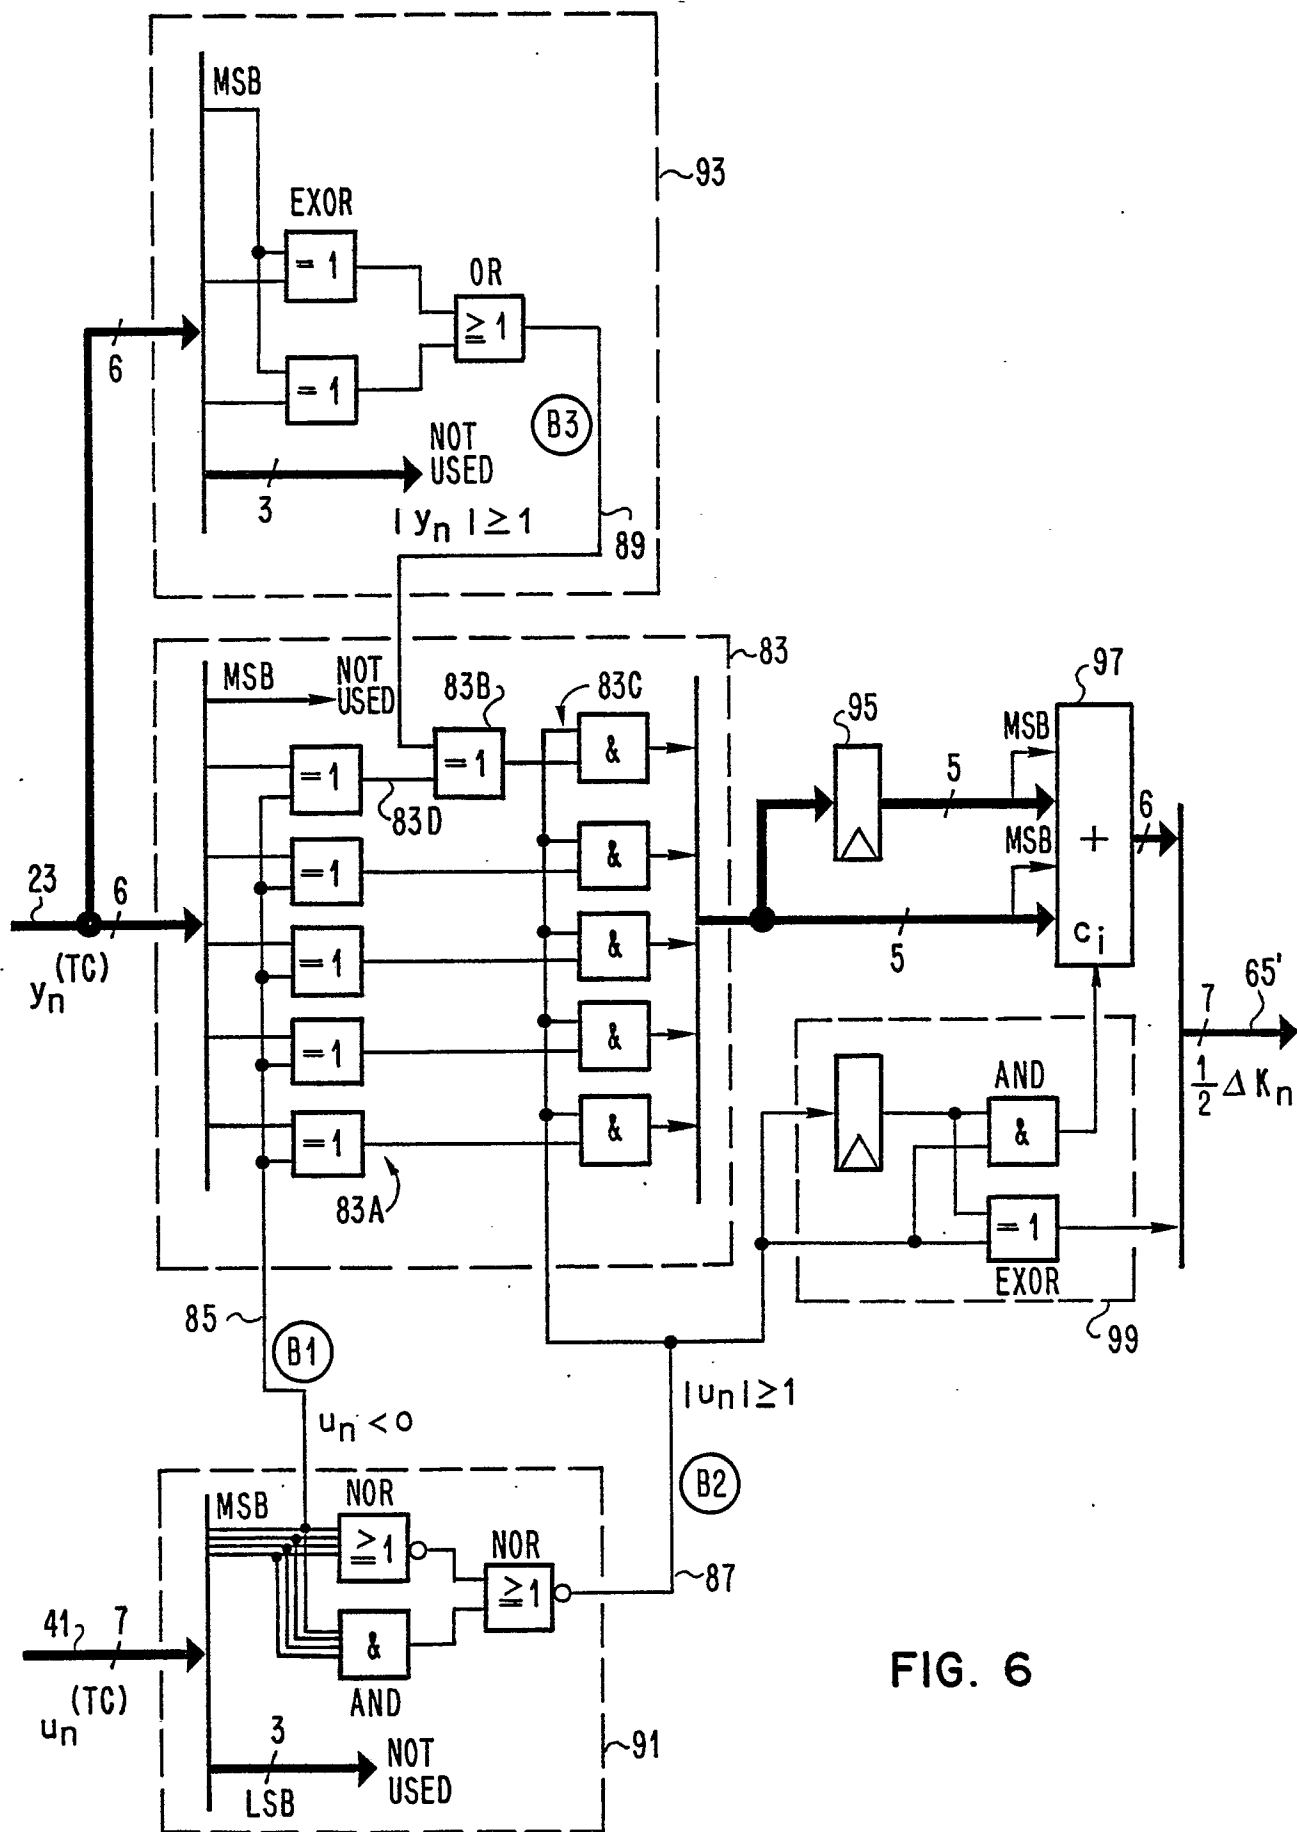 MSB
93
EXOR
= 1
OR
≥ 1
6
= 1
B3
NOT
USED
3
| yn | ≥ 1
89
83
MSB
NOT
USED
83B
83C
97
95
MSB
= 1
= 1
&
5
83D
6
MSB
= 1
&
+
23
6
(TC)
yn
= 1
&
5
ci
65'
7
= 1
&
AND
½ Δ Kn
&
= 1
&
83A
= 1
EXOR
85
99
B1
|un| ≥ 1
un < 0
B2
MSB
NOR
≥ 1
NOR
≥ 1
87
41
7
&
(TC)
un
AND
3
NOT
USED
LSB
91
FIG. 6